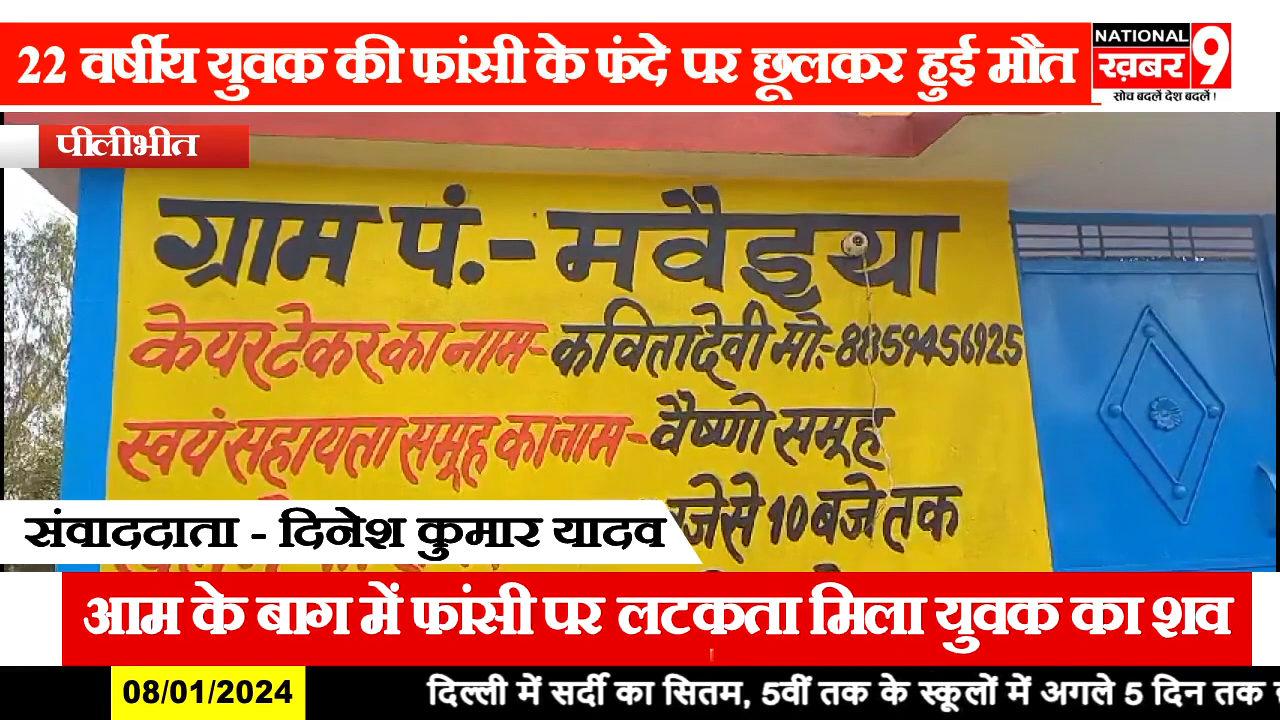 22 वर्षीय युवक की फांसी के फंदे पर छूलकर हुई मौत
NATIONAL
ख़बर 9
सोच बदलें देश बदलें !
पीलीभीत
ग्राम पं.- मवैइया
केयरटेकर का नाम- कविता देवी मो.- 8859456925
स्वयं सहायता समूह का नाम- वैष्णो समूह
से 10 बजे तक
संवाददाता - दिनेश कुमार यादव
आम के बाग में फांसी पर लटकता मिला युवक का शव
08/01/2024
दिल्ली में सर्दी का सितम, 5वीं तक के स्कूलों में अगले 5 दिन तक